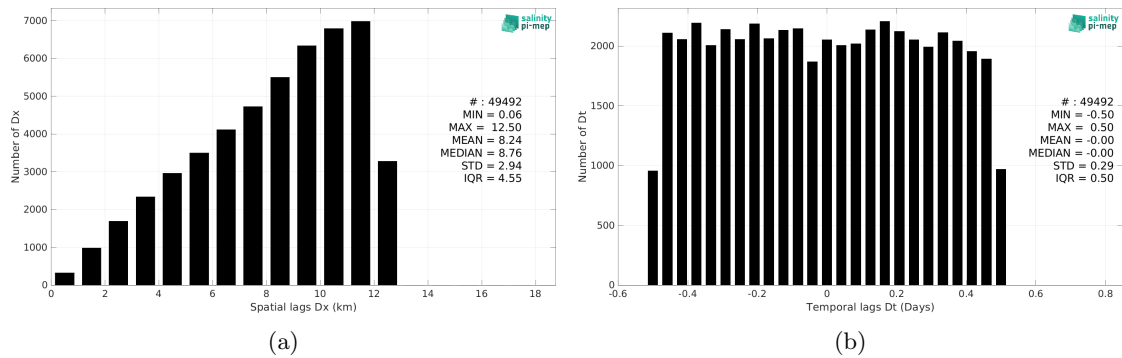 7000
6000
5000
4000
3000
2000
1000
0
Number of Dx
0 2 4 6 8 10 12 14 16 18
Spatial lags Dx (km)
salinity
pi-mep
# : 49492
MIN = 0.06
MAX = 12.50
MEAN = 8.24
MEDIAN = 8.76
STD = 2.94
IQR = 4.55
(a)
2000
1500
1000
500
0
Number of Dt
-0.6 -0.4 -0.2 0 0.2 0.4 0.6 0.8
Temporal lags Dt (Days)
salinity
pi-mep
# : 49492
MIN = -0.50
MAX = 0.50
MEAN = -0.00
MEDIAN = -0.00
STD = 0.29
IQR = 0.50
(b)